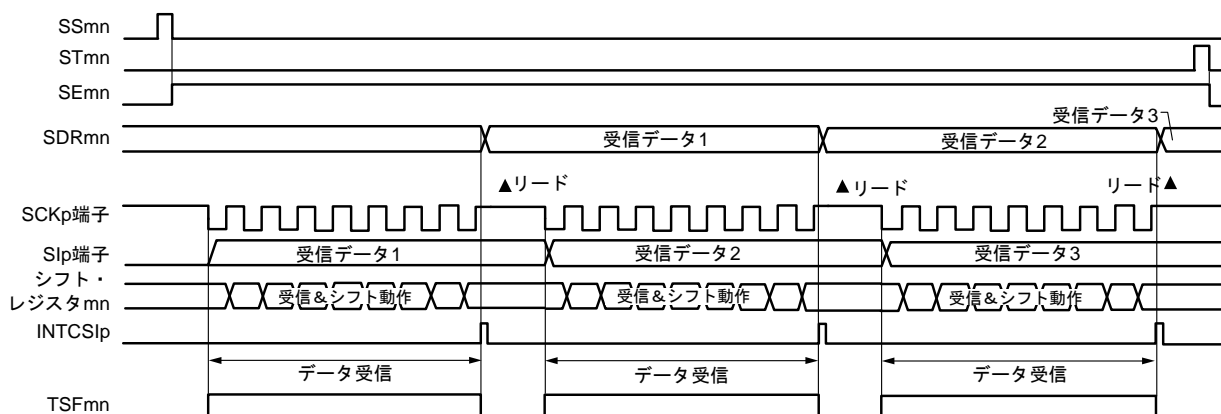 SSmn
STmn
SEmn
受信データ3
SDRmn
受信データ1
受信データ2
▲リード
▲リード
リード▲
SCKp端子
SIp端子
受信データ1
受信データ2
受信データ3
シフト・
レジスタmn
受信&シフト動作
受信&シフト動作
受信&シフト動作
INTCSIp
データ受信
データ受信
データ受信
TSFmn